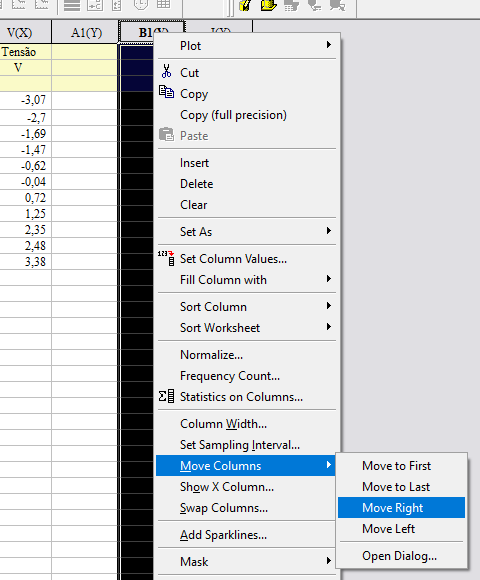 V(X) A1(Y) B1(Y) I(Y)
Tensão
V
-3,07
-2,7
-1,69
-1,47
-0,62
-0,04
0,72
1,25
2,35
2,48
3,38
Plot
Cut
Copy
Copy (full precision)
Paste
Insert
Delete
Clear
Set As
Set Column Values...
Fill Column with
Sort Column
Sort Worksheet
Normalize...
Frequency Count...
Statistics on Columns...
Column Width...
Set Sampling Interval...
Move Columns
Show X Column...
Swap Columns...
Add Sparklines...
Mask
Move to First
Move to Last
Move Right
Move Left
Open Dialog...